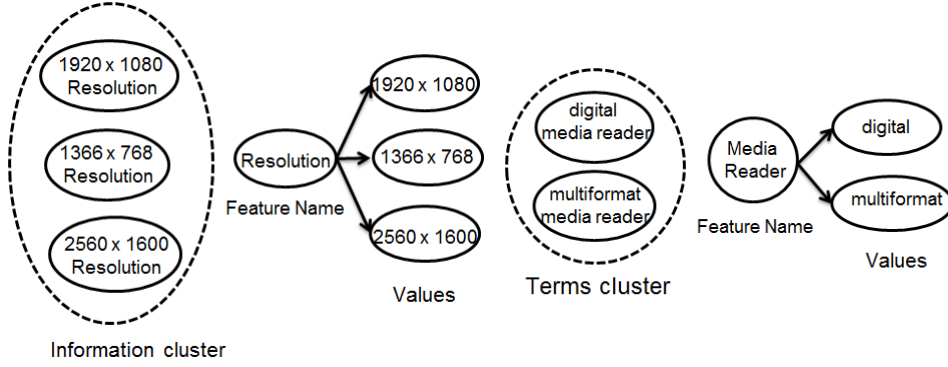 1920 x 1080
Resolution
1366 x 768
Resolution
2560 x 1600
Resolution
Information cluster
Resolution
Feature Name
1920 x 1080
1366 x 768
2560 x 1600
Values
digital
media reader
multiformat
media reader
Terms cluster
Media
Reader
Feature Name
digital
multiformat
Values